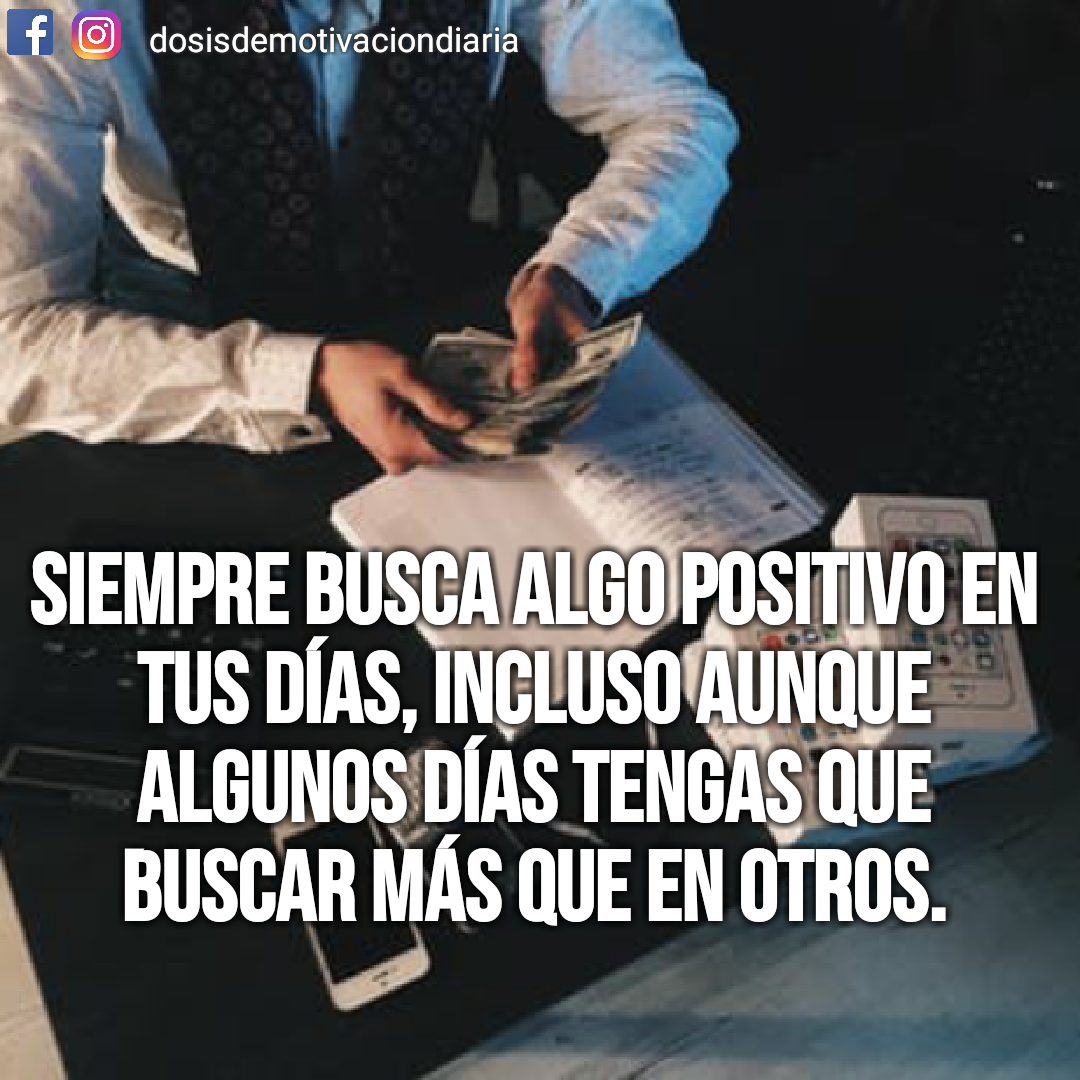 dosisdemotivaciondiaria
SIEMPRE BUSCA ALGO POSITIVO EN
TUS DÍAS, INCLUSO AUNQUE
ALGUNOS DÍAS TENGAS QUE
BUSCAR MÁS QUE EN OTROS.